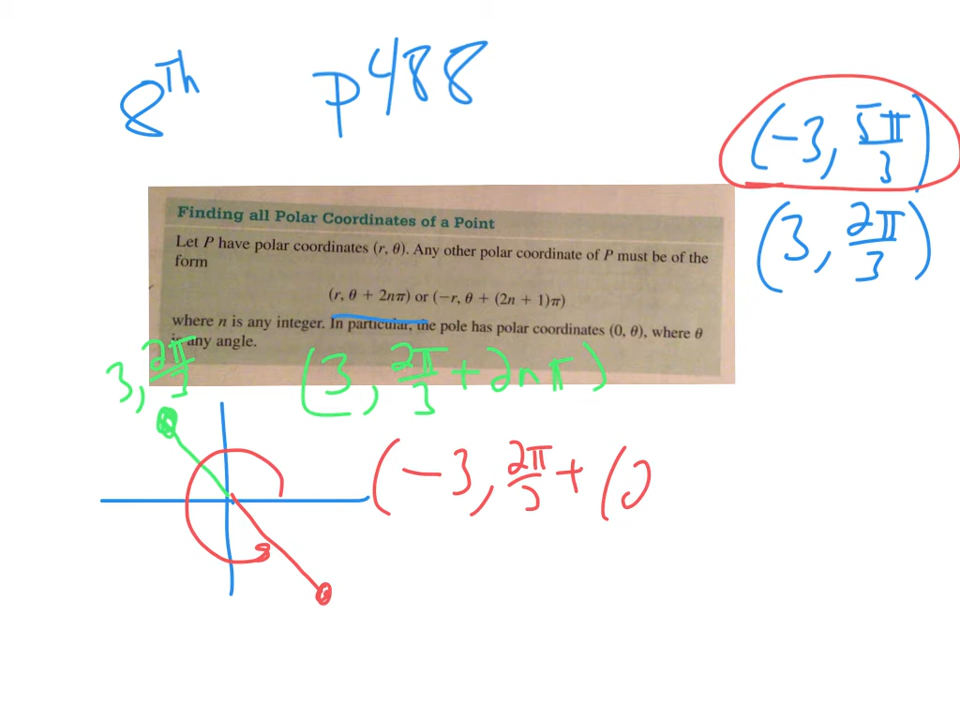 8Th p488
(-3, 5π/3)
(3, 2π/3)
Finding all Polar Coordinates of a Point
Let P have polar coordinates (r, θ). Any other polar coordinate of P must be of the
form
(r, θ + 2nπ) or (−r, θ + (2n + 1)π)
where n is any integer. In particular, the pole has polar coordinates (0, θ), where θ
is any angle.
3, 2π/3
(3, 2π/3 + 2nπ)
(-3, 2π/3 + (